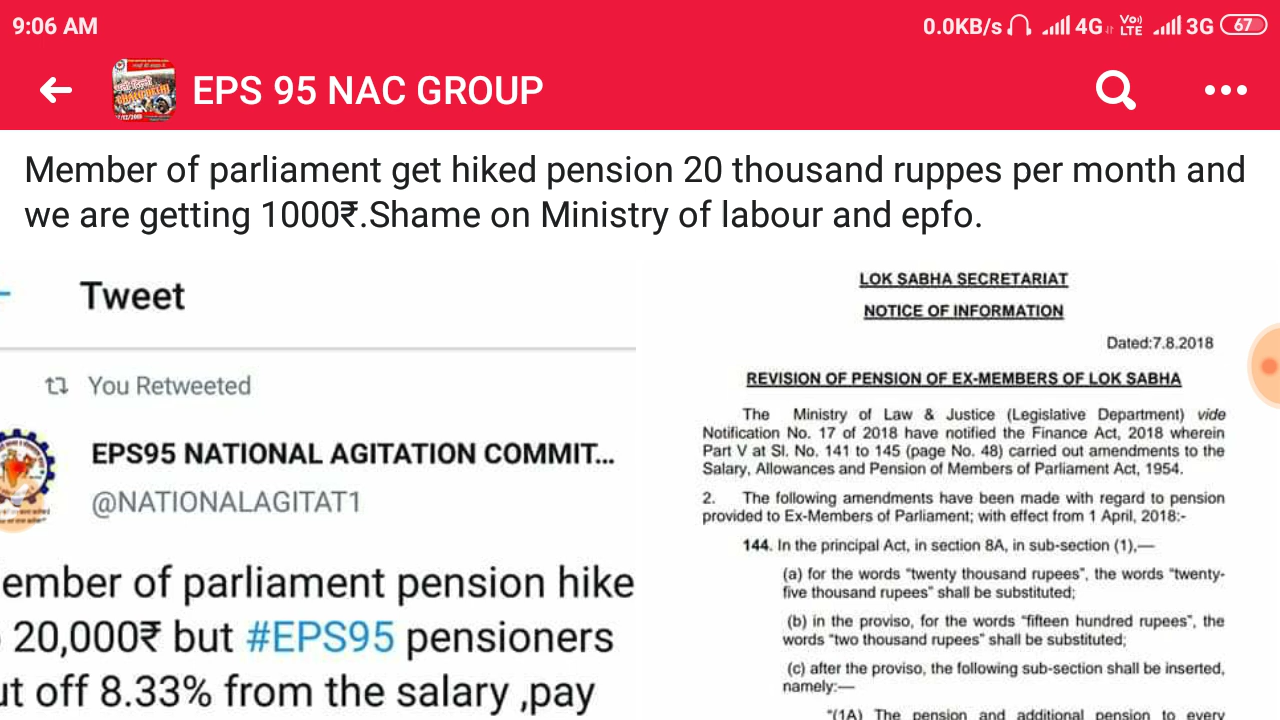 9:06 AM
0.0KB/s 4G Vo) LTE 3G 67
EPS 95 NAC GROUP
Member of parliament get hiked pension 20 thousand ruppes per month and
we are getting 1000₹.Shame on Ministry of labour and epfo.
Tweet
You Retweeted
EPS95 NATIONAL AGITATION COMMIT...
@NATIONALAGITAT1
ember of parliament pension hike
20,000₹ but #EPS95 pensioners
ut off 8.33% from the salary ,pay
LOK SABHA SECRETARIAT
NOTICE OF INFORMATION
Dated:7.8.2018
REVISION OF PENSION OF EX-MEMBERS OF LOK SABHA
The Ministry of Law & Justice (Legislative Department) vide
Notification No. 17 of 2018 have notified the Finance Act, 2018 wherein
Part V at Sl. No. 141 to 145 (page No. 48) carried out amendments to the
Salary, Allowances and Pension of Members of Parliament Act, 1954.
2. The following amendments have been made with regard to pension
provided to Ex-Members of Parliament; with effect from 1 April, 2018:-
144. In the principal Act, in section 8A, in sub-section (1),—
(a) for the words "twenty thousand rupees", the words "twenty-
five thousand rupees" shall be substituted;
(b) in the proviso, for the words "fifteen hundred rupees", the
words "two thousand rupees" shall be substituted;
(c) after the proviso, the following sub-section shall be inserted,
namely:—
"(1A) The pension and additional pension to every